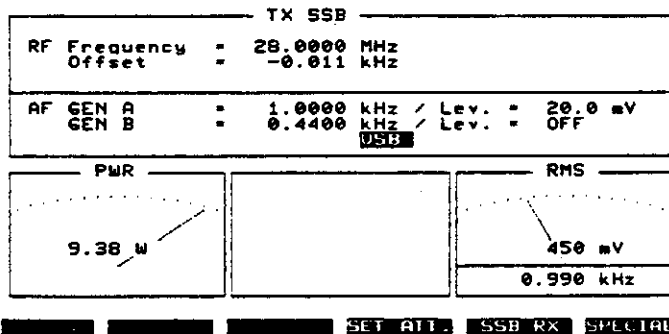 TX SSB
RF Frequency = 28.0000 MHz
Offset = -0.011 kHz
AF GEN A = 1.0000 kHz / Lev. = 20.0 mV
GEN B = 0.4400 kHz / Lev. = OFF
USB
PWR
RMS
9.38 W
450 mV
0.990 kHz
SET ATT. SSB RX SPECIAL